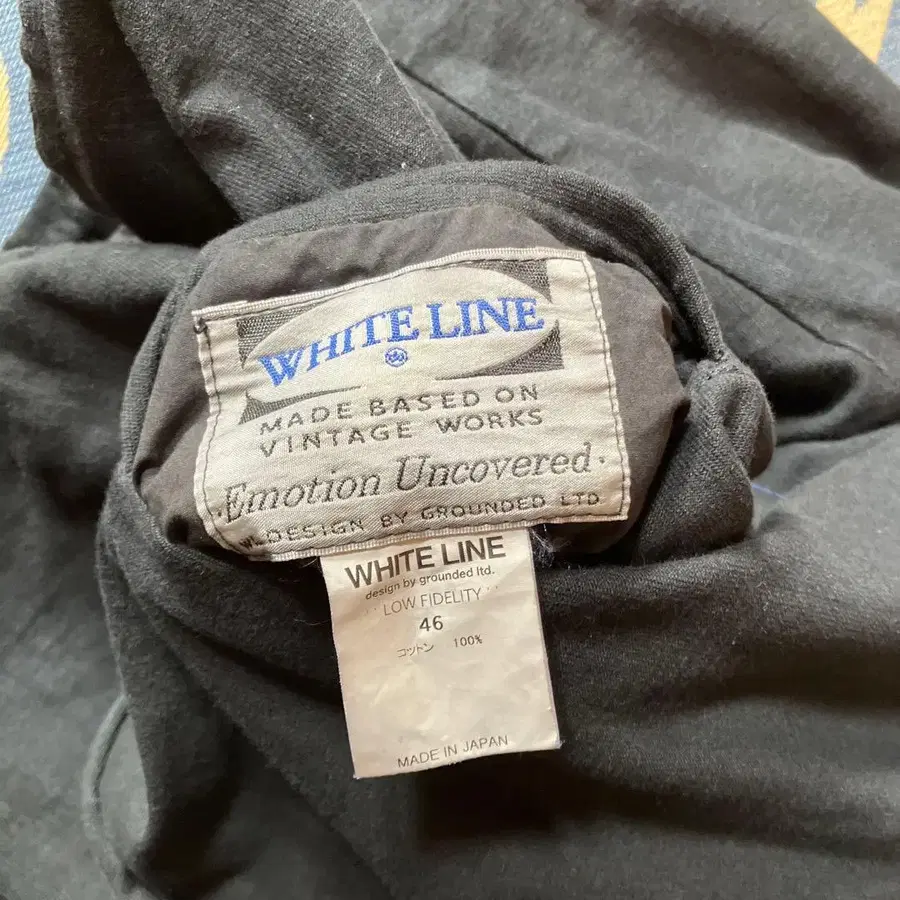 WHITE LINE
®
MADE BASED ON
VINTAGE WORKS
·Emotion Uncovered·
DESIGN BY GROUNDED LTD
WHITE LINE
design by grounded ltd.
LOW FIDELITY
46
コットン 100%
MADE IN JAPAN